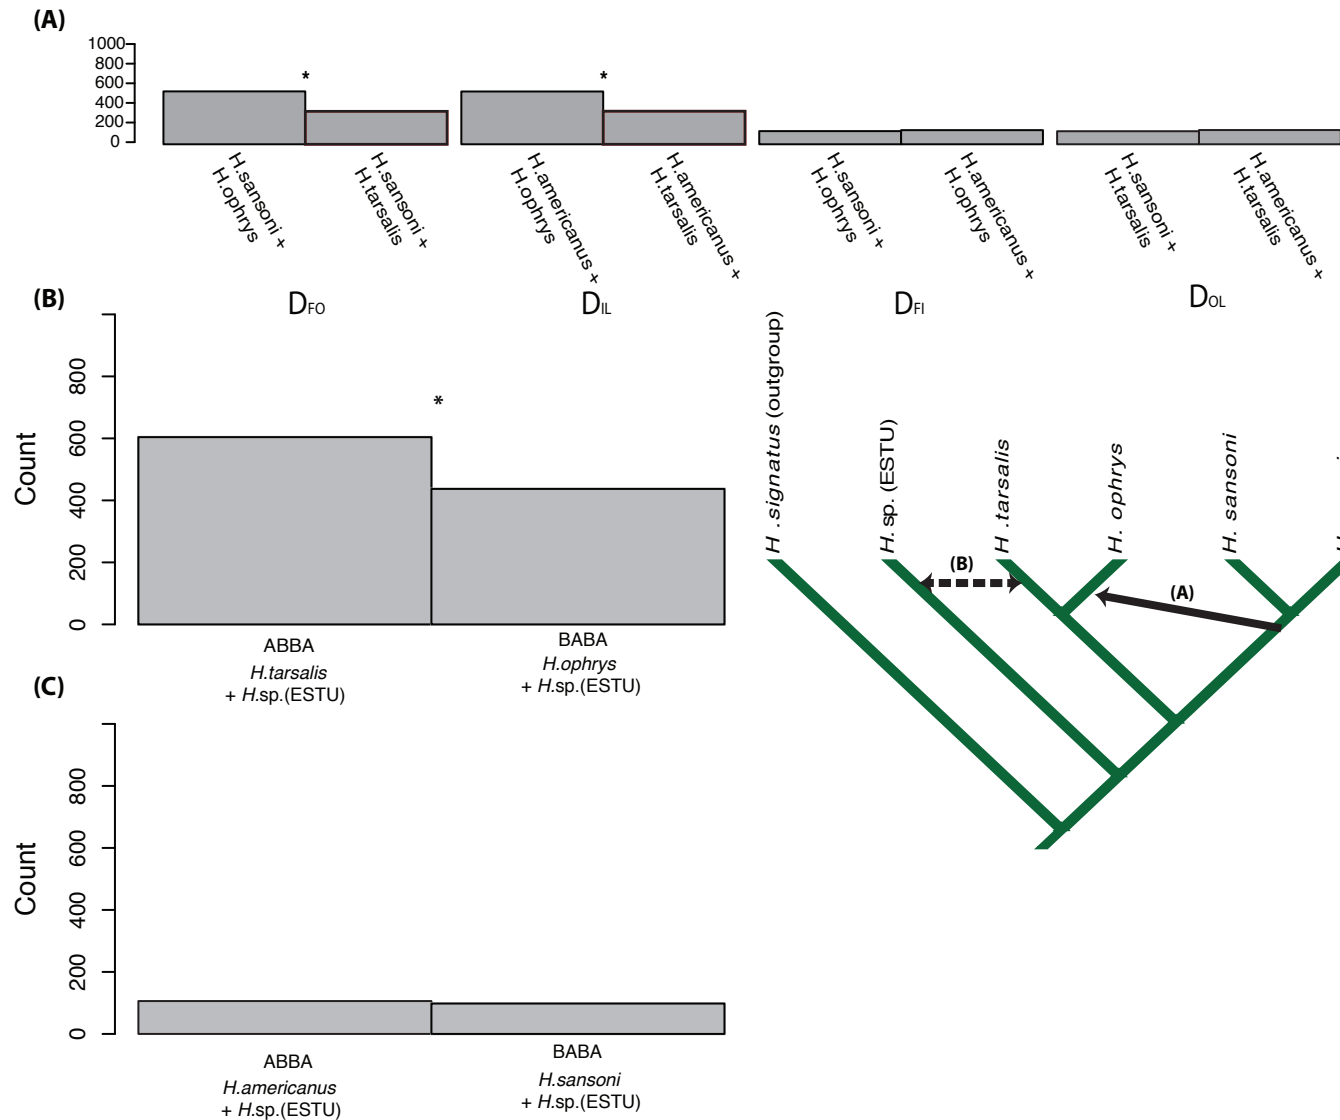 (A)
1000
800
600
400
200
0
*
*
H.sansoni +
H.ophrys
H.sansoni +
H.tarsalis
H.americanus +
H.ophrys
H.americanus +
H.tarsalis
H.sansoni +
H.ophrys
H.americanus +
H.ophrys
H.sansoni +
H.tarsalis
H.americanus +
H.tarsalis
DFO
DIL
DFI
DOL
(B)
Count
800
600
400
200
0
*
ABBA
H.tarsalis
+ H.sp.(ESTU)
BABA
H.ophrys
+ H.sp.(ESTU)
H .signatus (outgroup)
H. sp. (ESTU)
H .tarsalis
H. ophrys
H. sansoni
(B)
(A)
(C)
Count
800
600
400
200
0
ABBA
H.americanus
+ H.sp.(ESTU)
BABA
H.sansoni
+ H.sp.(ESTU)